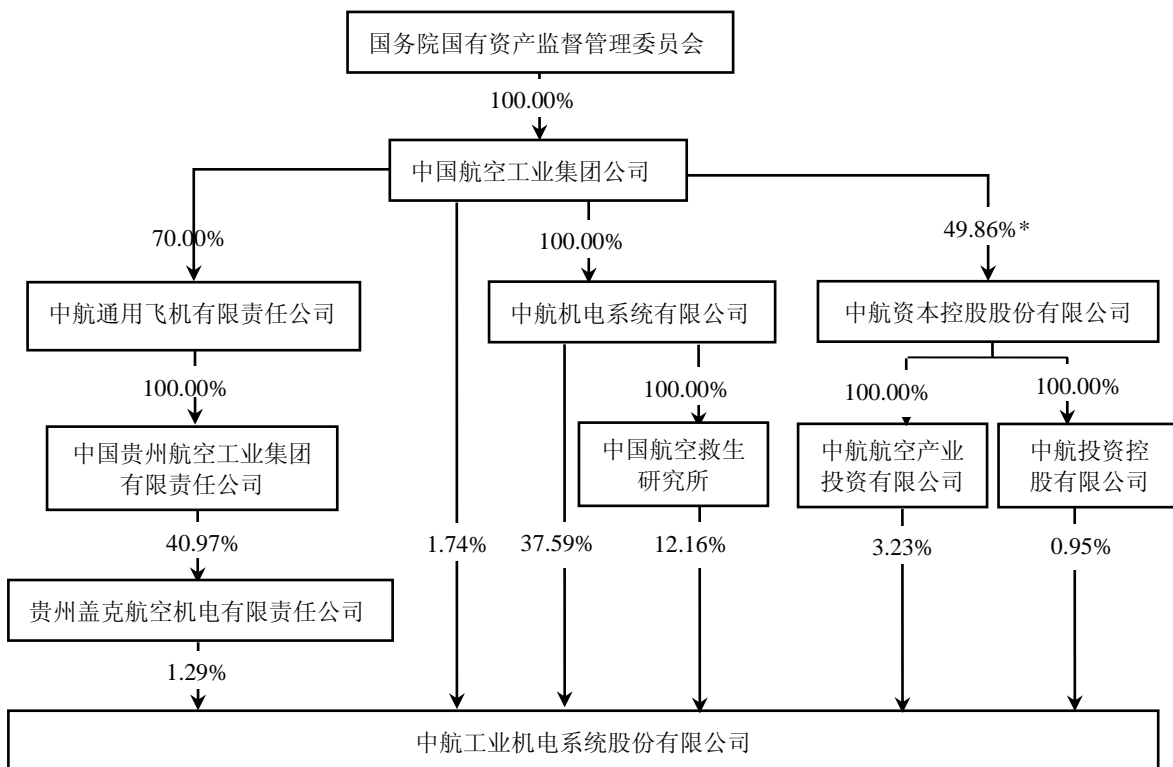 国务院国有资产监督管理委员会
100.00%
中国航空工业集团公司
70.00%
100.00%
49.86%*
中航通用飞机有限责任公司
中航机电系统有限公司
中航资本控股股份有限公司
100.00%
100.00%
100.00%
100.00%
中国贵州航空工业集团
有限责任公司
中国航空救生
研究所
中航航空产业
投资有限公司
中航投资控
股有限公司
40.97%
1.74%
37.59%
12.16%
3.23%
0.95%
贵州盖克航空机电有限责任公司
1.29%
中航工业机电系统股份有限公司